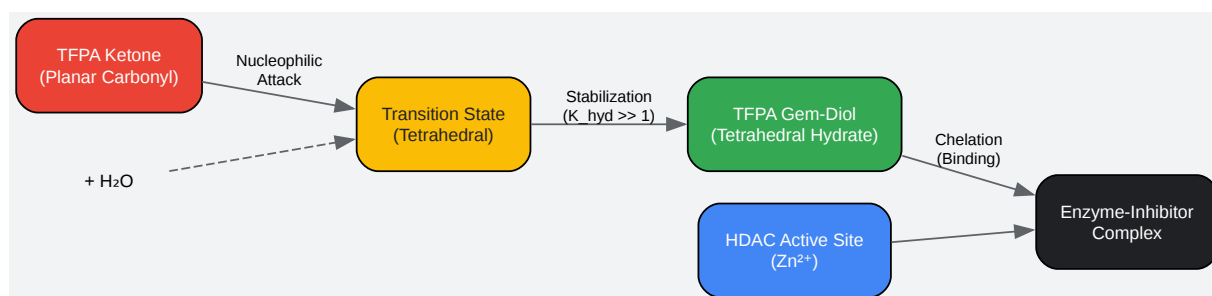 TFPA Ketone
(Planar Carbonyl)
Nucleophilic
Attack
+ H₂O
Transition State
(Tetrahedral)
Stabilization
(K_hyd >> 1)
TFPA Gem-Diol
(Tetrahedral Hydrate)
Chelation
(Binding)
HDAC Active Site
(Zn²⁺)
Enzyme-Inhibitor
Complex